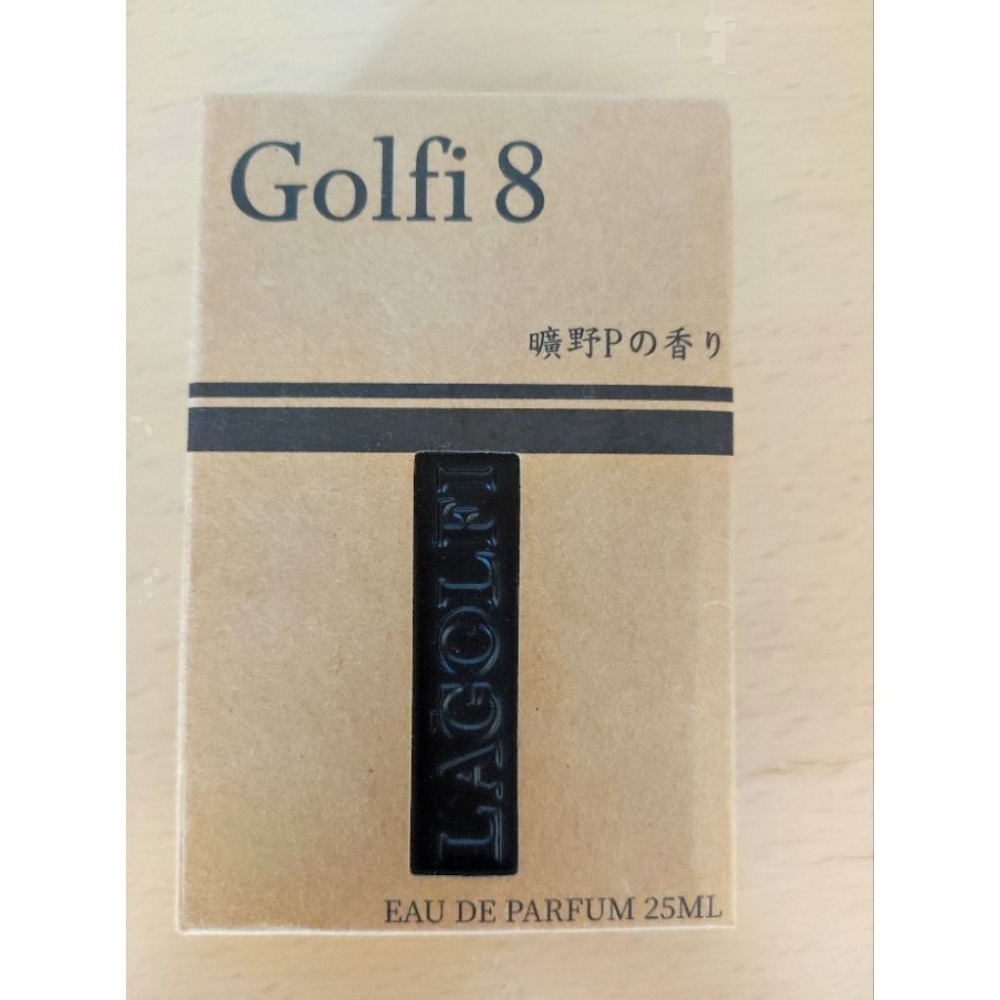 Golfi 8
曠野Pの香り
LAGOLFI
EAU DE PARFUM 25ML